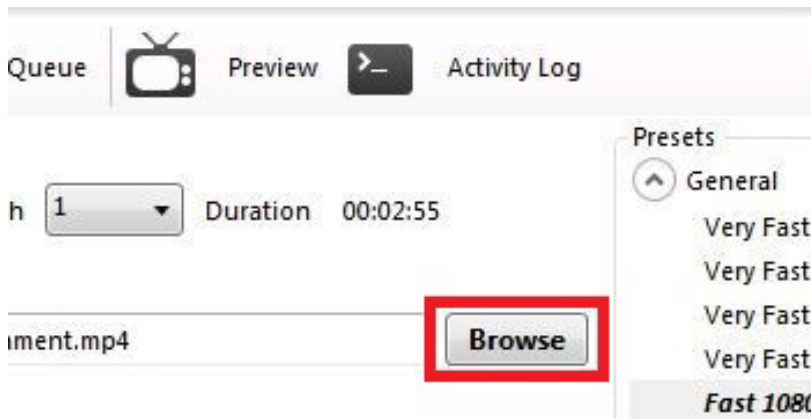 Queue Preview >_ Activity Log
Presets
General
h 1 Duration 00:02:55
Very Fast
Very Fast
Very Fast
ment.mp4 Browse
Very Fast
Fast 1080